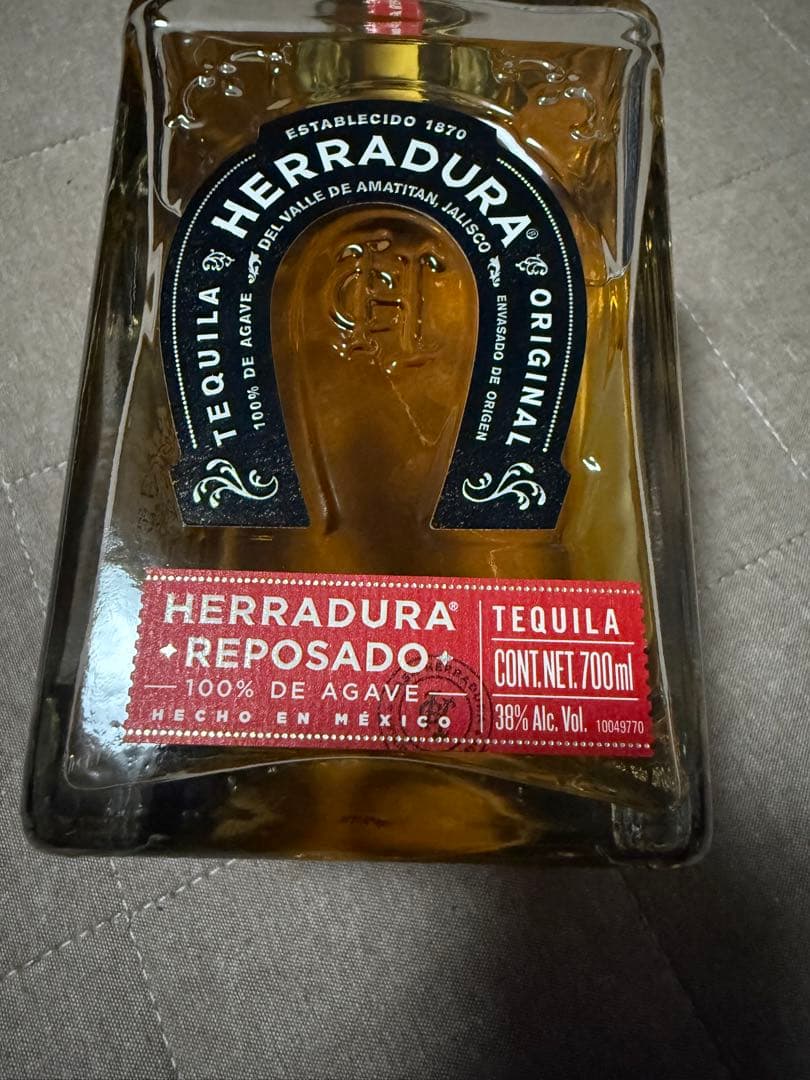 ESTABLECIDO 1870
HERRADURA®
DEL VALLE DE AMATITAN, JALISCO
TEQUILA
100% DE AGAVE
ENVASADO DE ORIGEN
ORIGINAL
HERRADURA®
REPOSADO
100% DE AGAVE
HECHO EN MÉXICO
TEQUILA
CONT. NET. 700ml
38% Alc. Vol. 10049770
HERRADURA